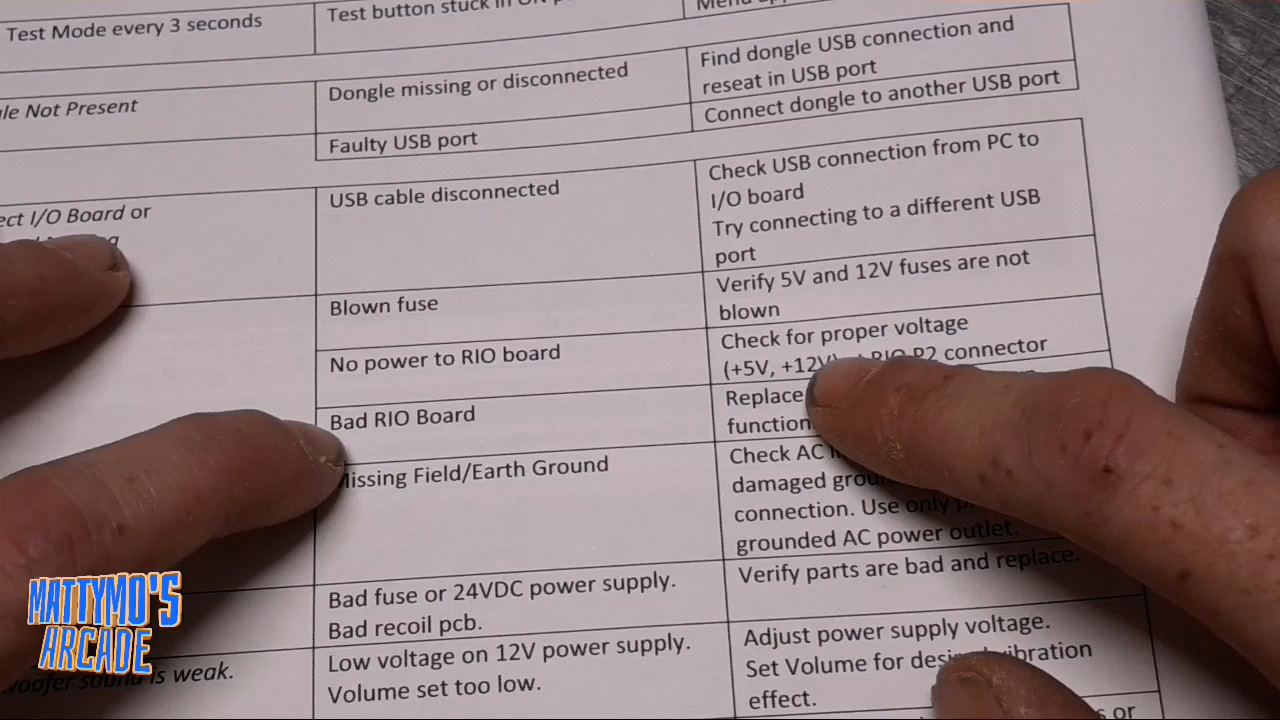 Test Mode every 3 seconds
Test button stuck in
Dongle missing or disconnected
Find dongle USB connection and
reseat in USB port
Not Present
Faulty USB port
Connect dongle to another USB port
I/O Board or
USB cable disconnected
Check USB connection from PC to
I/O board
Try connecting to a different USB
port
Blown fuse
Verify 5V and 12V fuses are not
blown
No power to RIO board
Check for proper voltage
(+5V, +12V) RIO P2 connector
Bad RIO Board
Replace
function
Missing Field/Earth Ground
Check AC
damaged
connection. Use only
grounded AC power outlet.
Bad fuse or 24VDC power supply.
Bad recoil pcb.
Verify parts are bad and replace.
sound is weak.
Low voltage on 12V power supply.
Volume set too low.
Adjust power supply voltage.
Set Volume for desired vibration
effect.
or
MATTYMO'S
ARCADE